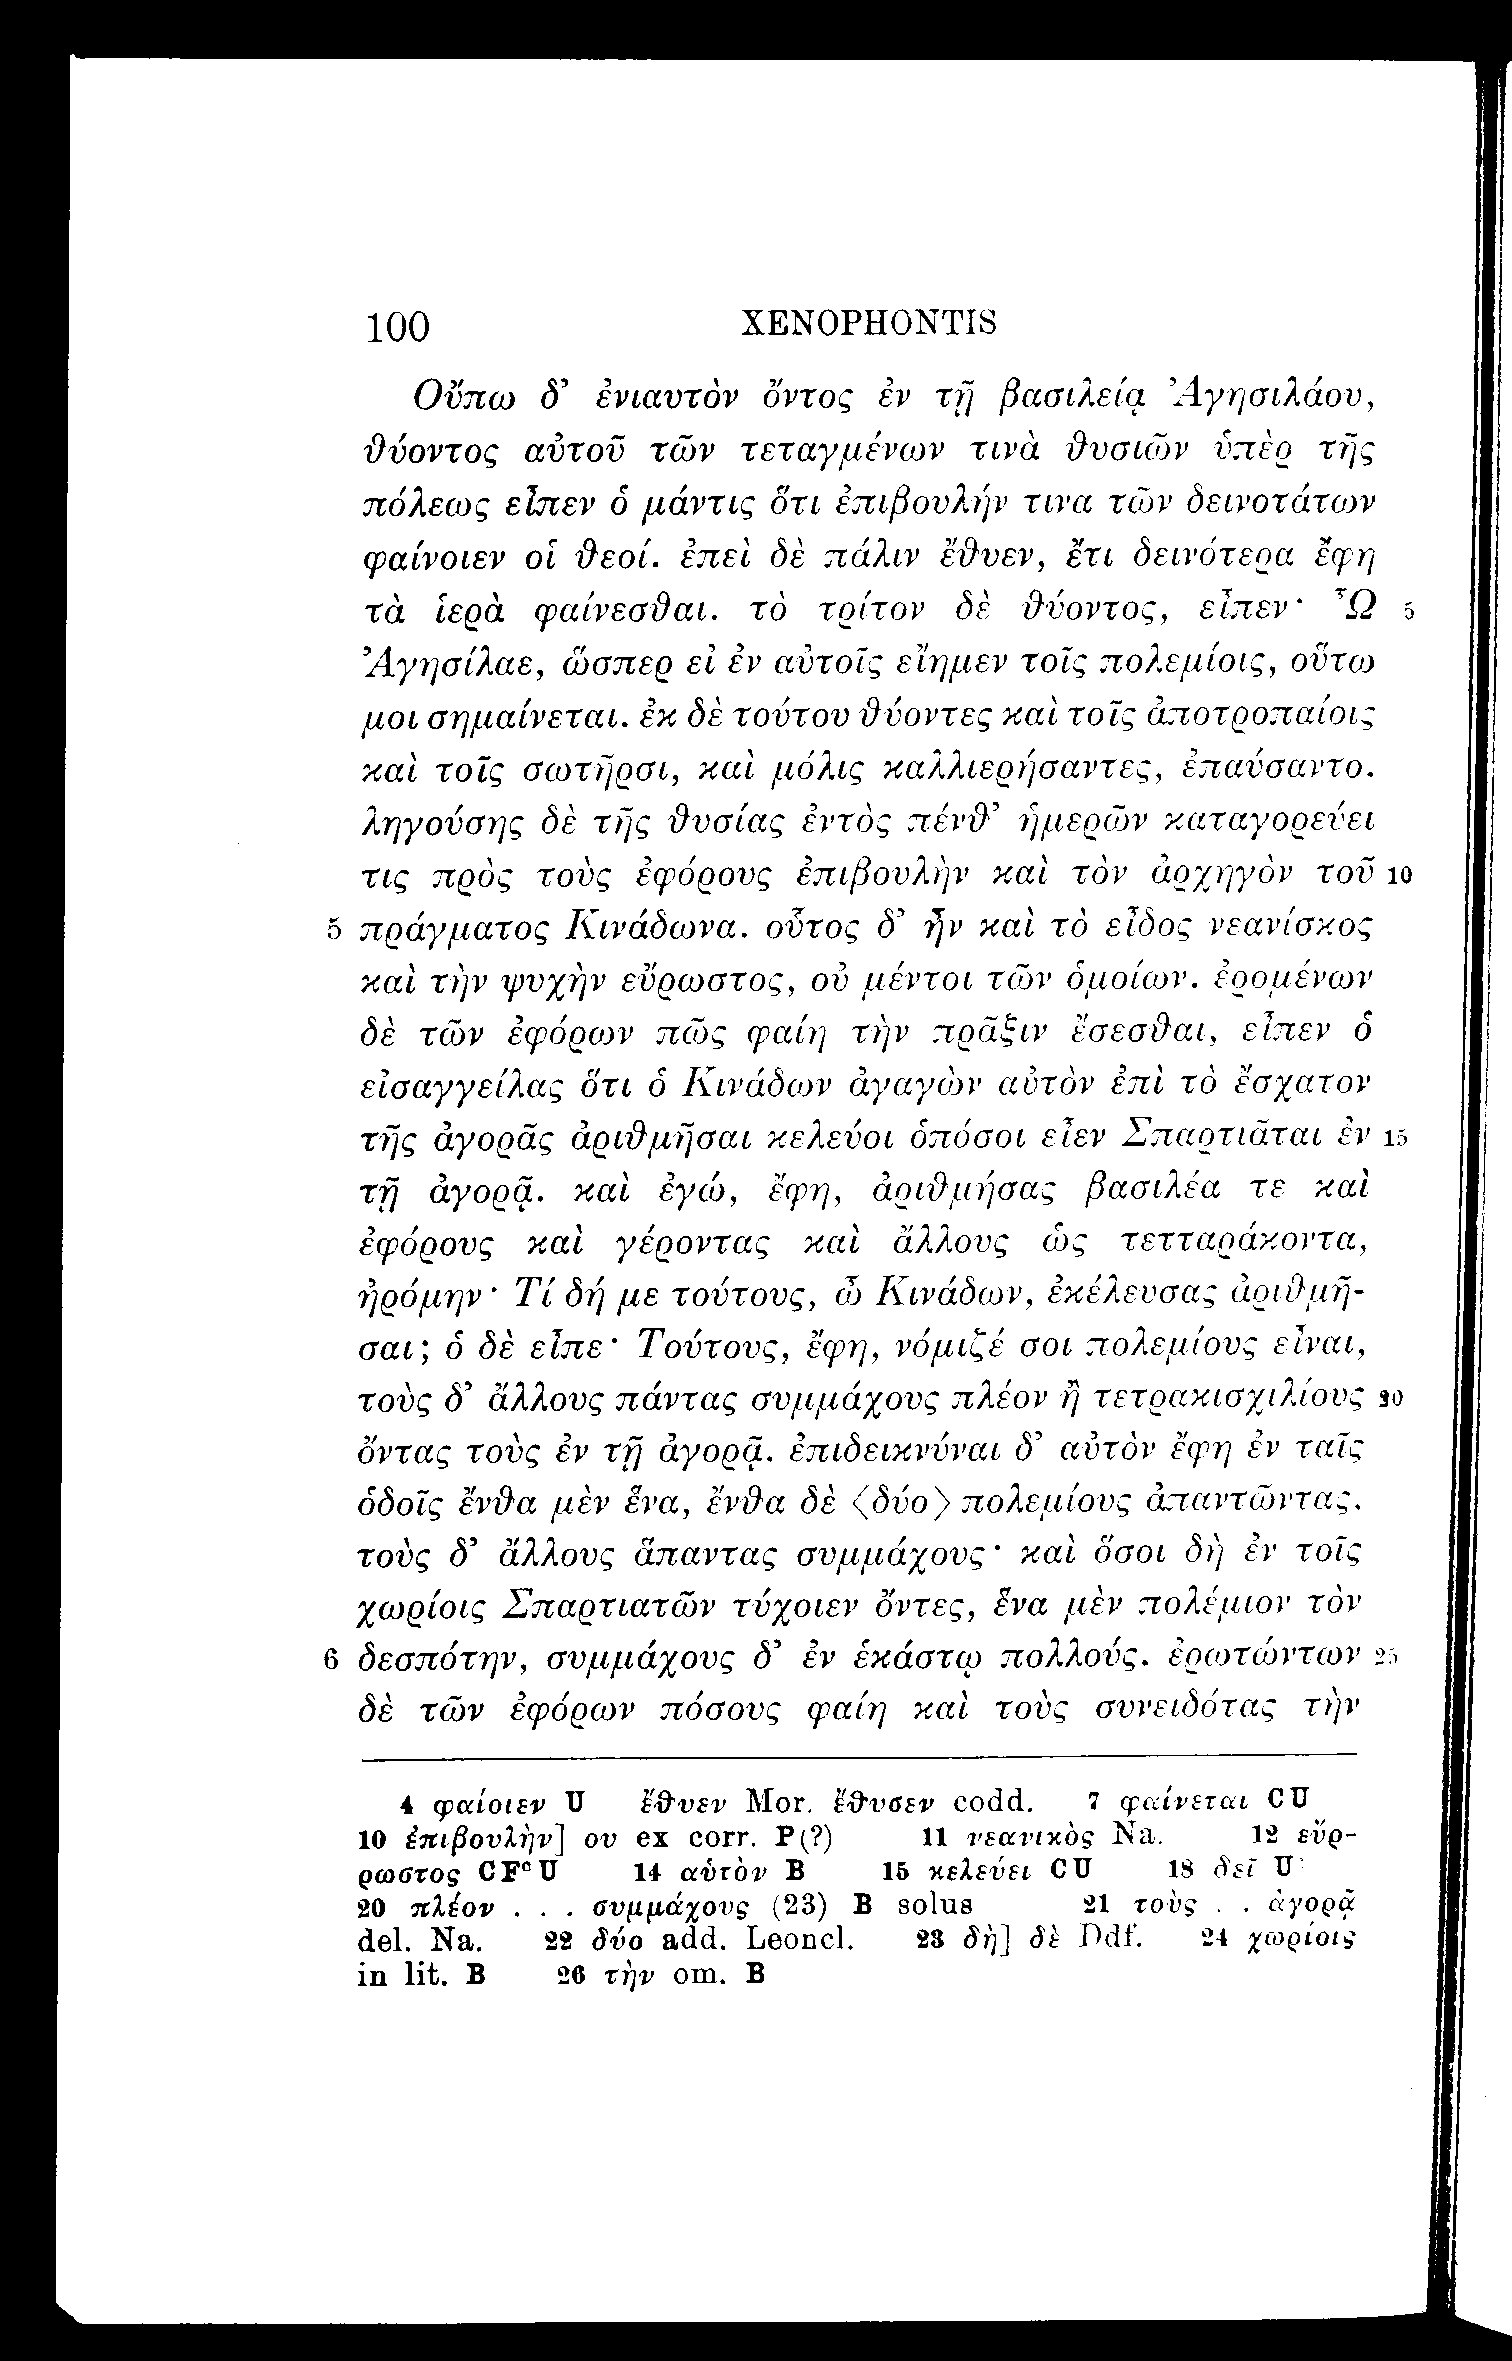 100 XENOPHONTIS
Οὔπω δ’ ἐνιαυτὸν ὄντος ἐν τῇ βασιλείᾳ Ἀγησιλάου,
θύοντος αὐτοῦ τῶν τεταγμένων τινὰ θυσιῶν ὑπὲρ τῆς
πόλεως εἶπεν ὁ μάντις ὅτι ἐπιβουλήν τινα τῶν δεινοτάτων
φαίνοιεν οἱ θεοί. ἐπεὶ δὲ πάλιν ἔθυεν, ἔτι δεινότερα ἔφη
τὰ ἱερὰ φαίνεσθαι. τὸ τρίτον δὲ θύοντος, εἶπεν· Ὦ 5
Ἀγησίλαε, ὥσπερ εἰ ἐν αὐτοῖς εἴημεν τοῖς πολεμίοις, οὕτω
μοι σημαίνεται. ἐκ δὲ τούτου θύοντες καὶ τοῖς ἀποτροπαίοις
καὶ τοῖς σωτῆρσι, καὶ μόλις καλλιερήσαντες, ἐπαύσαντο.
ληγούσης δὲ τῆς θυσίας ἐντὸς πένθ’ ἡμερῶν καταγορεύει
τις πρὸς τοὺς ἐφόρους ἐπιβουλὴν καὶ τὸν ἀρχηγὸν τοῦ 10
5 πράγματος Κινάδωνα. οὗτος δ’ ἦν καὶ τὸ εἶδος νεανίσκος
καὶ τὴν ψυχὴν εὔρωστος, οὐ μέντοι τῶν ὁμοίων. ἐρομένων
δὲ τῶν ἐφόρων πῶς φαίη τὴν πρᾶξιν ἔσεσθαι, εἶπεν ὁ
εἰσαγγείλας ὅτι ὁ Κινάδων ἀγαγὼν αὐτὸν ἐπὶ τὸ ἔσχατον
τῆς ἀγορᾶς ἀριθμῆσαι κελεύοι ὁπόσοι εἶεν Σπαρτιᾶται ἐν 15
τῇ ἀγορᾷ. καὶ ἐγώ, ἔφη, ἀριθμήσας βασιλέα τε καὶ
ἐφόρους καὶ γέροντας καὶ ἄλλους ὡς τετταράκοντα,
ἠρόμην· Τί δή με τούτους, ὦ Κινάδων, ἐκέλευσας ἀριθμῆ-
σαι; ὁ δὲ εἶπε· Τούτους, ἔφη, νόμιζέ σοι πολεμίους εἶναι,
τοὺς δ’ ἄλλους πάντας συμμάχους πλέον ἢ τετρακισχιλίους 20
ὄντας τοὺς ἐν τῇ ἀγορᾷ. ἐπιδεικνύναι δ’ αὐτὸν ἔφη ἐν ταῖς
ὁδοῖς ἔνθα μὲν ἕνα, ἔνθα δὲ ⟨δύο⟩ πολεμίους ἀπαντῶντας.
τοὺς δ’ ἄλλους ἅπαντας συμμάχους· καὶ ὅσοι δὴ ἐν τοῖς
χωρίοις Σπαρτιατῶν τύχοιεν ὄντες, ἕνα μὲν πολέμιον τὸν
6 δεσπότην, συμμάχους δ’ ἐν ἑκάστῳ πολλούς. ἐρωτώντων 25
δὲ τῶν ἐφόρων πόσους φαίη καὶ τοὺς συνειδότας τὴν
4 φαίοιεν U ἔθυεν Mor. ἔθυσεν codd. 7 φαίνεται CU
10 ἐπιβουλὴν] ου ex corr. P(?) 11 νεανικὸς Na. 12 εὔρ-
ρωστος CFᶜU 14 αὑτὸν B 15 κελεύει CU 18 δεῖ U
20 πλέον . . . συμμάχους (23) B solus 21 τοὺς . . ἀγορᾷ
del. Na. 22 δύο add. Leoncl. 23 δὴ] δὲ Ddf. 24 χωρίοις
in lit. B 26 τὴν om. B